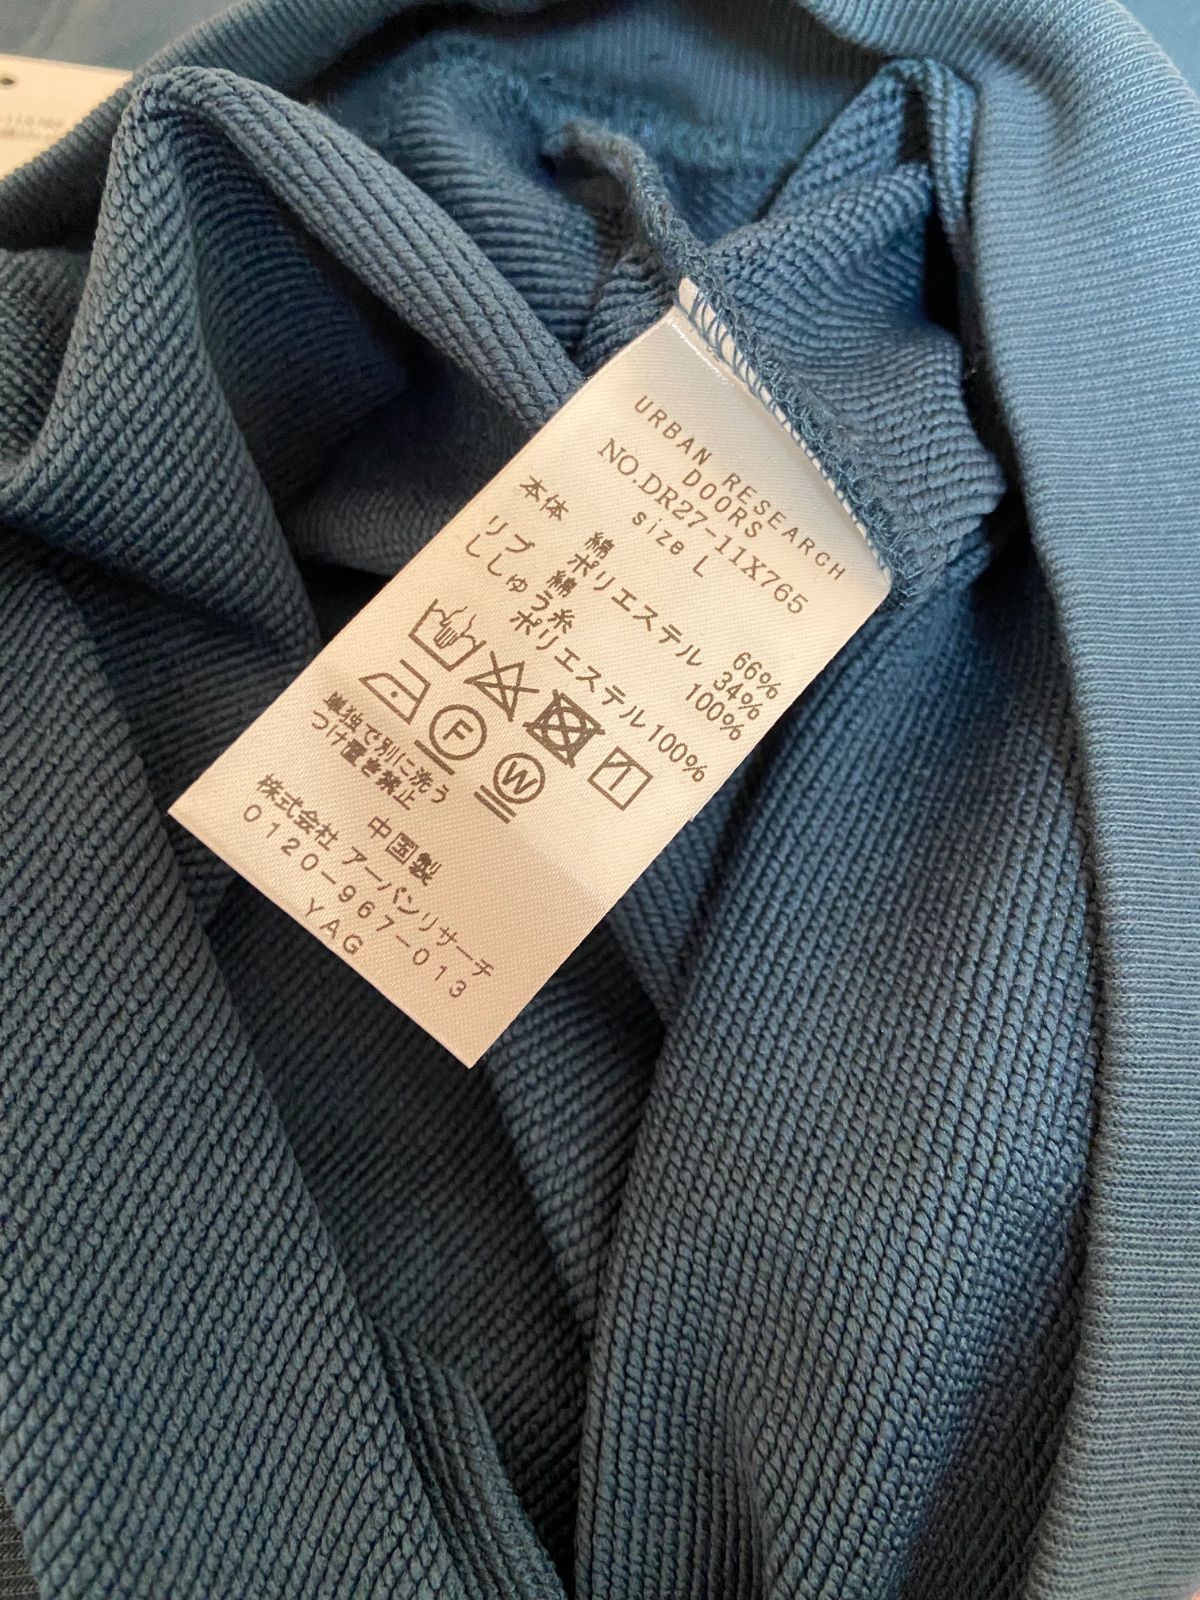 URBAN RESEARCH
DOORS
NO.DR27-11X765
size L
本体 綿 66%
ポリエステル 34%
リブ 綿 100%
ししゅう糸
ポリエステル100%
F
W
単独で別に洗う
つけ置き禁止
中国製
株式会社 アーバンリサーチ
0120-967-013
YAG